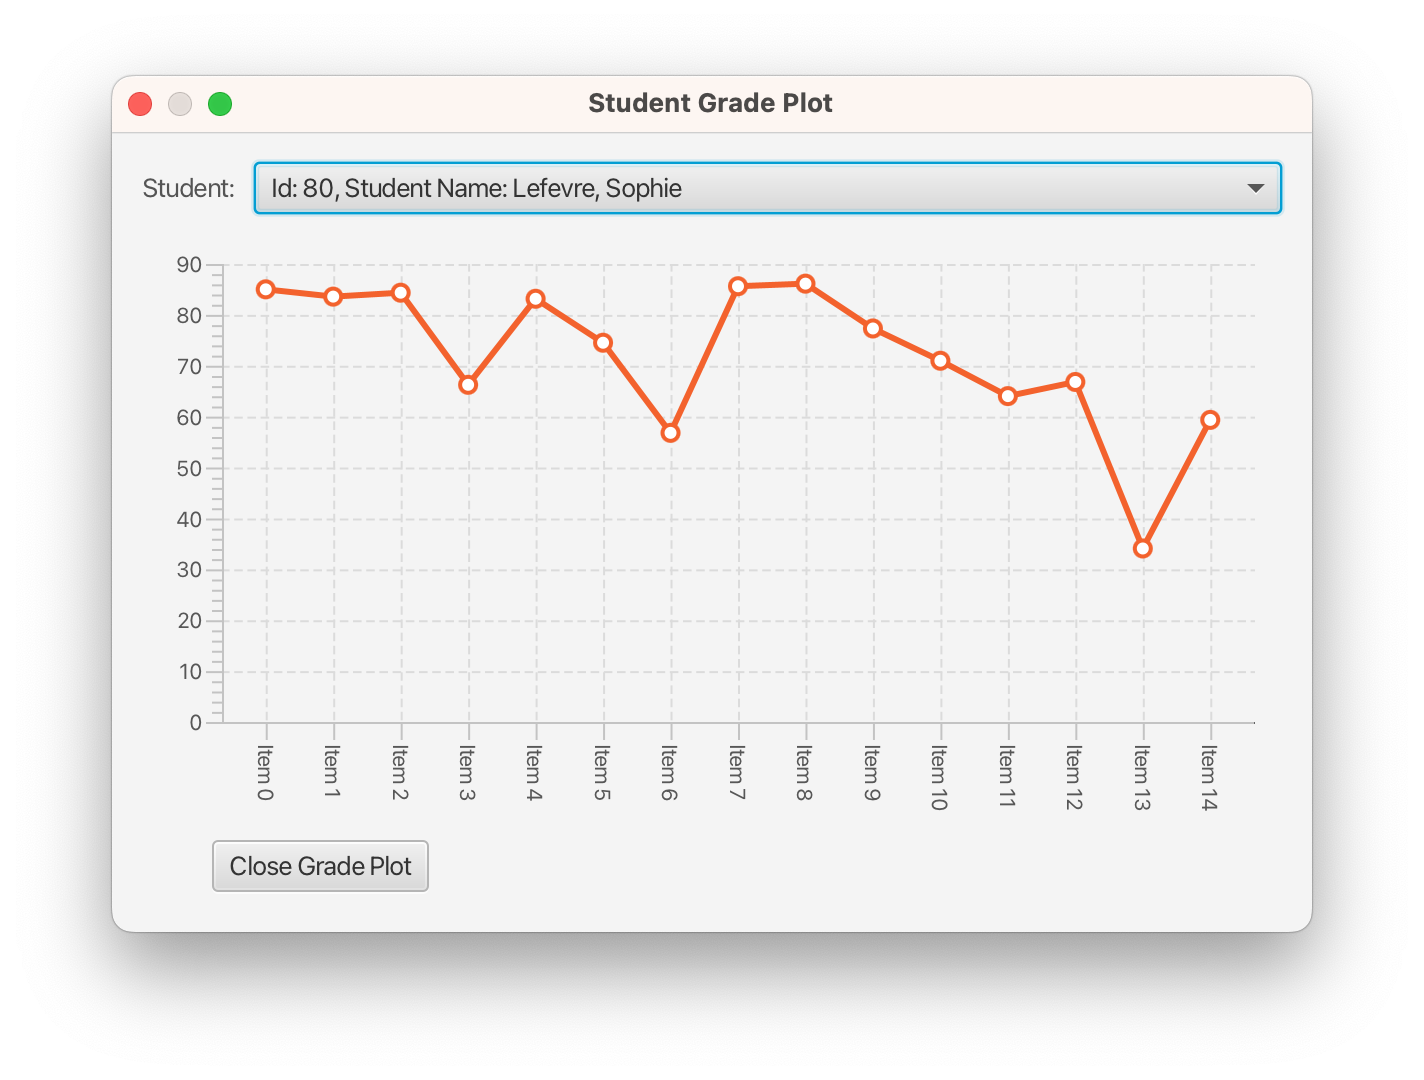 Student Grade Plot
Student:
Id: 80, Student Name: Lefevre, Sophie
90
80
70
60
50
40
30
20
10
0
Item 0
Item 1
Item 2
Item 3
Item 4
Item 5
Item 6
Item 7
Item 8
Item 9
Item 10
Item 11
Item 12
Item 13
Item 14
Close Grade Plot